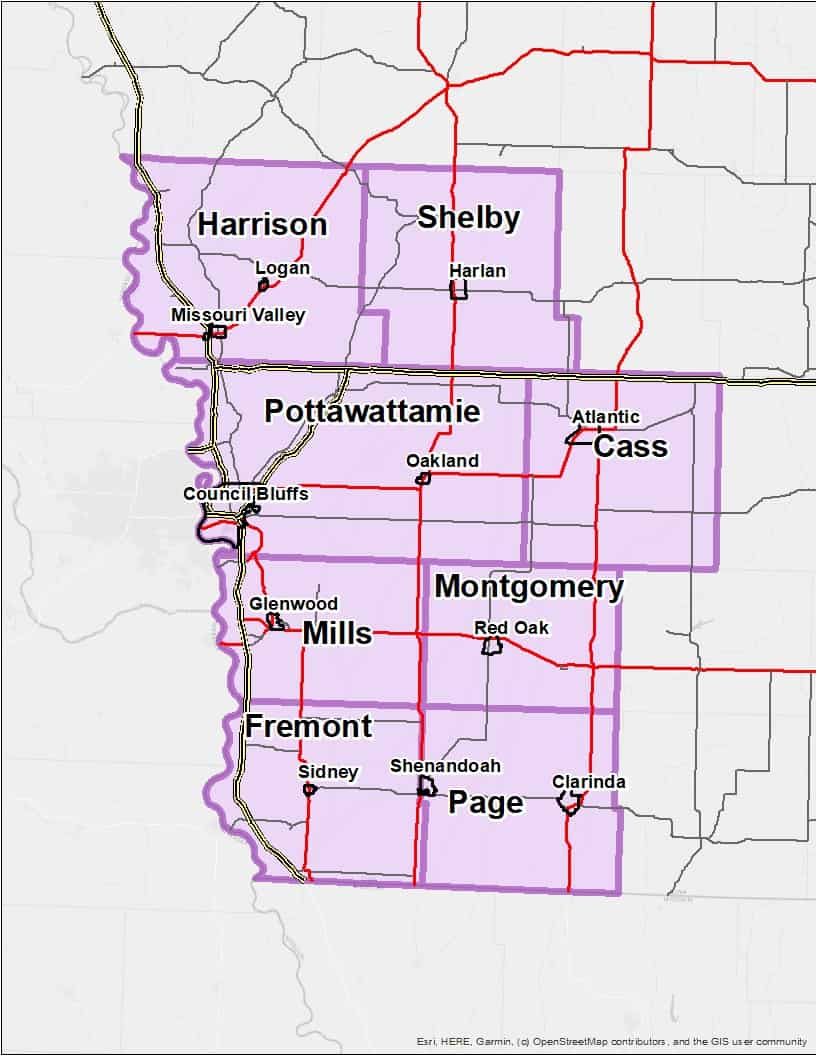 Harrison
Shelby
Logan
Harlan
Missouri Valley
Pottawattamie
Atlantic
Cass
Oakland
Council Bluffs
Montgomery
Glenwood
Mills
Red Oak
Fremont
Sidney
Shenandoah
Page
Clarinda
Esri, HERE, Garmin, (c) OpenStreetMap contributors, and the GIS user community